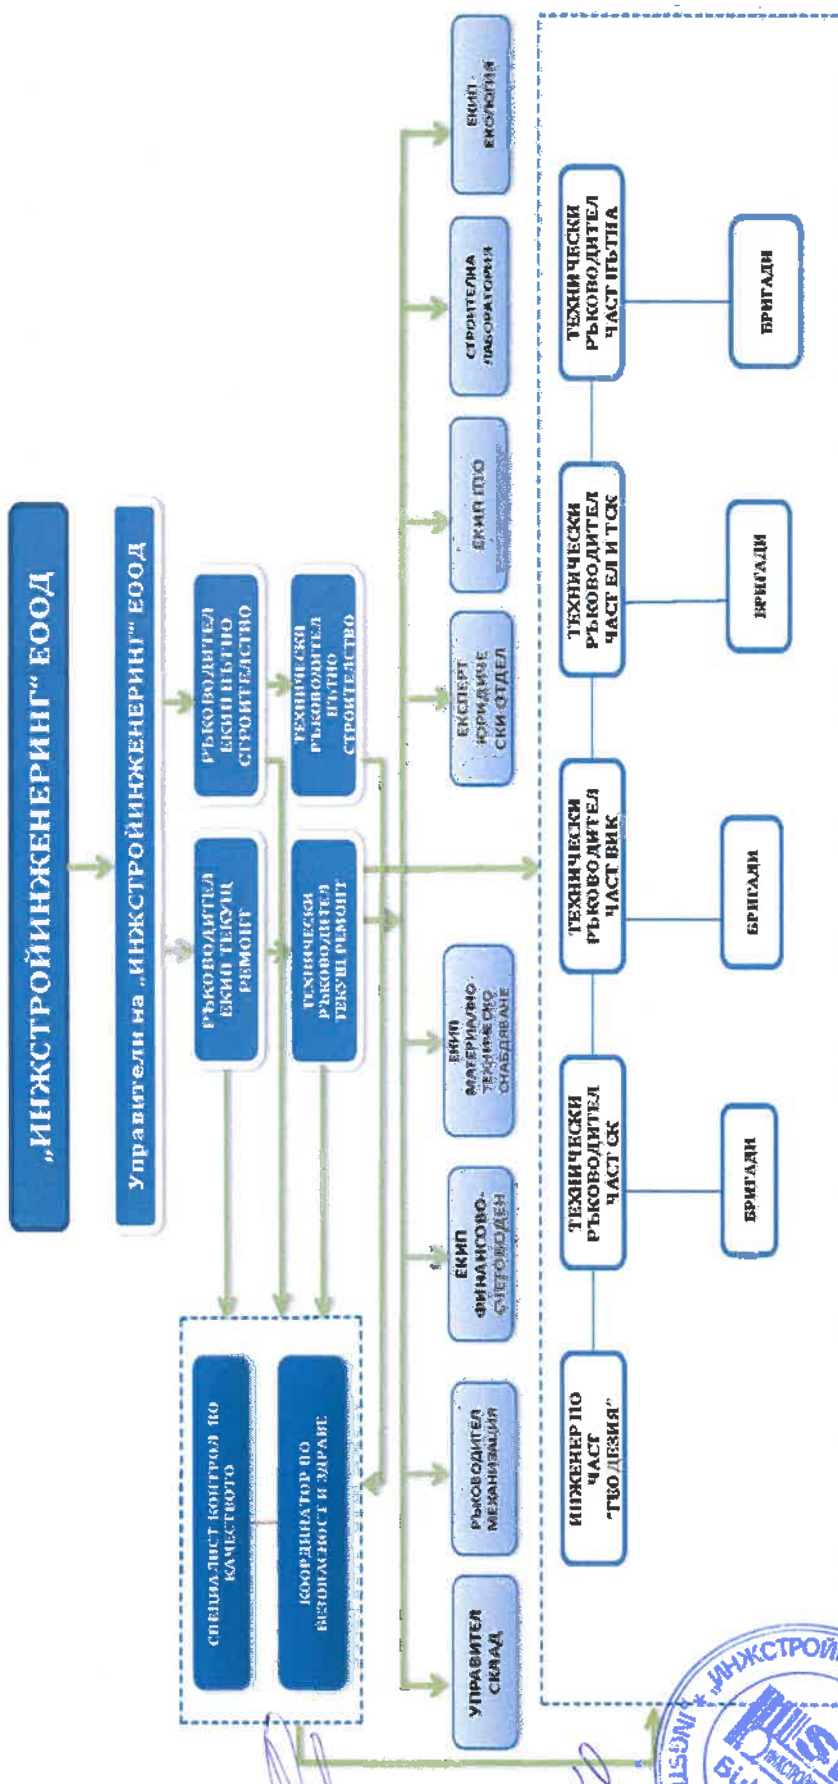 „ИНЖСТРОЙИНЖЕНЕРИНГ“ ЕООД
Управители на „ИНЖСТРОЙИНЖЕНЕРИНГ“ ЕООД
РЪКОВОДИТЕЛ
ЕКИП ТЕКУЩ
РЕМОНТ
РЪКОВОДИТЕЛ
ЕКИП ПЪТНО
СТРОИТЕЛСТВО
СПЕЦИАЛИСТ КОНТРОЛ ПО
КАЧЕСТВОТО
КООРДИНАТОР ПО
БЕЗОПАСНОСТ И ЗДРАВЕ
ТЕХНИЧЕСКИ
РЪКОВОДИТЕЛ
ТЕКУЩ РЕМОНТ
ТЕХНИЧЕСКИ
РЪКОВОДИТЕЛ
ПЪТНО
СТРОИТЕЛСТВО
УПРАВИТЕЛ
СКЛАД
РЪКОВОДИТЕЛ
МЕХАНИЗАЦИЯ
ЕКИП
ФИНАНСОВО-
СЧЕТОВОДЕН
ЕКИП
МАТЕРИАЛНО-
ТЕХНИЧЕСКО
СНАБДЯВАНЕ
ЕКСПЕРТ
ЮРИДИЧЕ
СКИ ОТДЕЛ
ЕКИП ПТО
СТРОИТЕЛНА
ЛАБОРАТОРИЯ
ЕКИП -
ЕКОЛОГИЯ
ИНЖЕНЕР ПО
ЧАСТ
"ГЕОДЕЗИЯ"
ТЕХНИЧЕСКИ
РЪКОВОДИТЕЛ
ЧАСТ СК
ТЕХНИЧЕСКИ
РЪКОВОДИТЕЛ
ЧАСТ ВИК
ТЕХНИЧЕСКИ
РЪКОВОДИТЕЛ
ЧАСТ ЕЛ И ТСК
ТЕХНИЧЕСКИ
РЪКОВОДИТЕЛ
ЧАСТ ПЪТНА
БРИГАДИ
БРИГАДИ
БРИГАДИ
БРИГАДИ